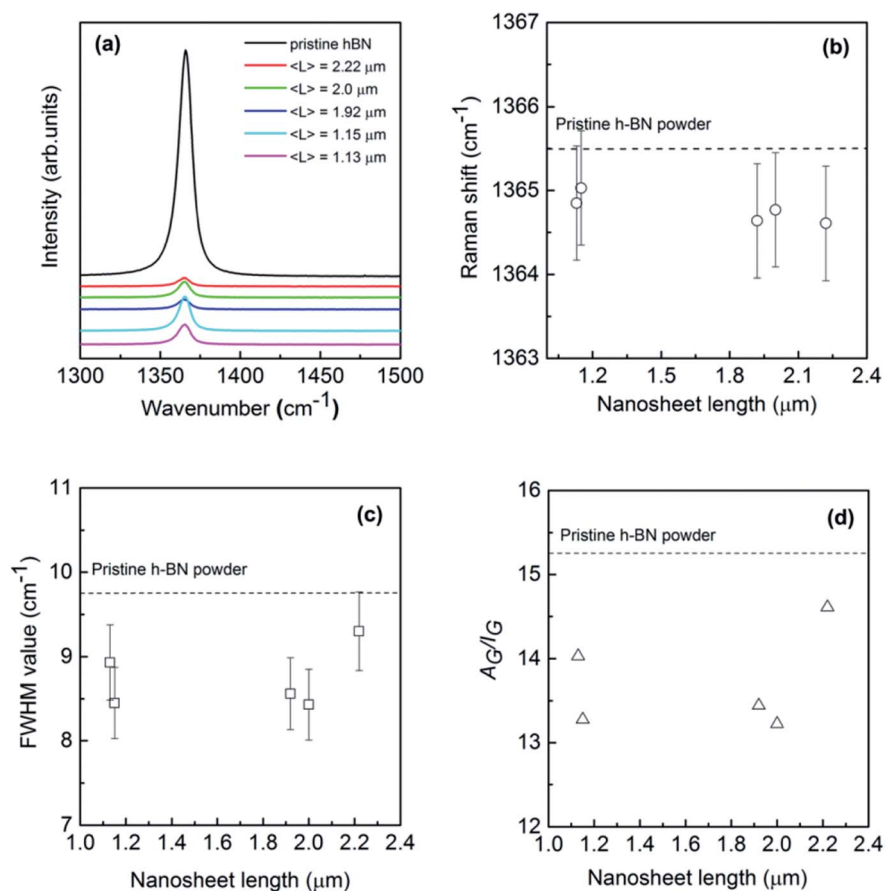 (a)
pristine hBN
<L> = 2.22 μm
<L> = 2.0 μm
<L> = 1.92 μm
<L> = 1.15 μm
<L> = 1.13 μm
Intensity (arb.units)
1300 1350 1400 1450 1500
Wavenumber (cm⁻¹)
(b)
Pristine h-BN powder
Raman shift (cm⁻¹)
1367
1366
1365
1364
1363
1.2 1.5 1.8 2.1 2.4
Nanosheet length (μm)
(c)
Pristine h-BN powder
FWHM value (cm⁻¹)
11
10
9
8
7
1.0 1.2 1.4 1.6 1.8 2.0 2.2 2.4
Nanosheet length (μm)
(d)
Pristine h-BN powder
A_G/I_G
16
15
14
13
12
1.0 1.2 1.4 1.6 1.8 2.0 2.2 2.4
Nanosheet length (μm)